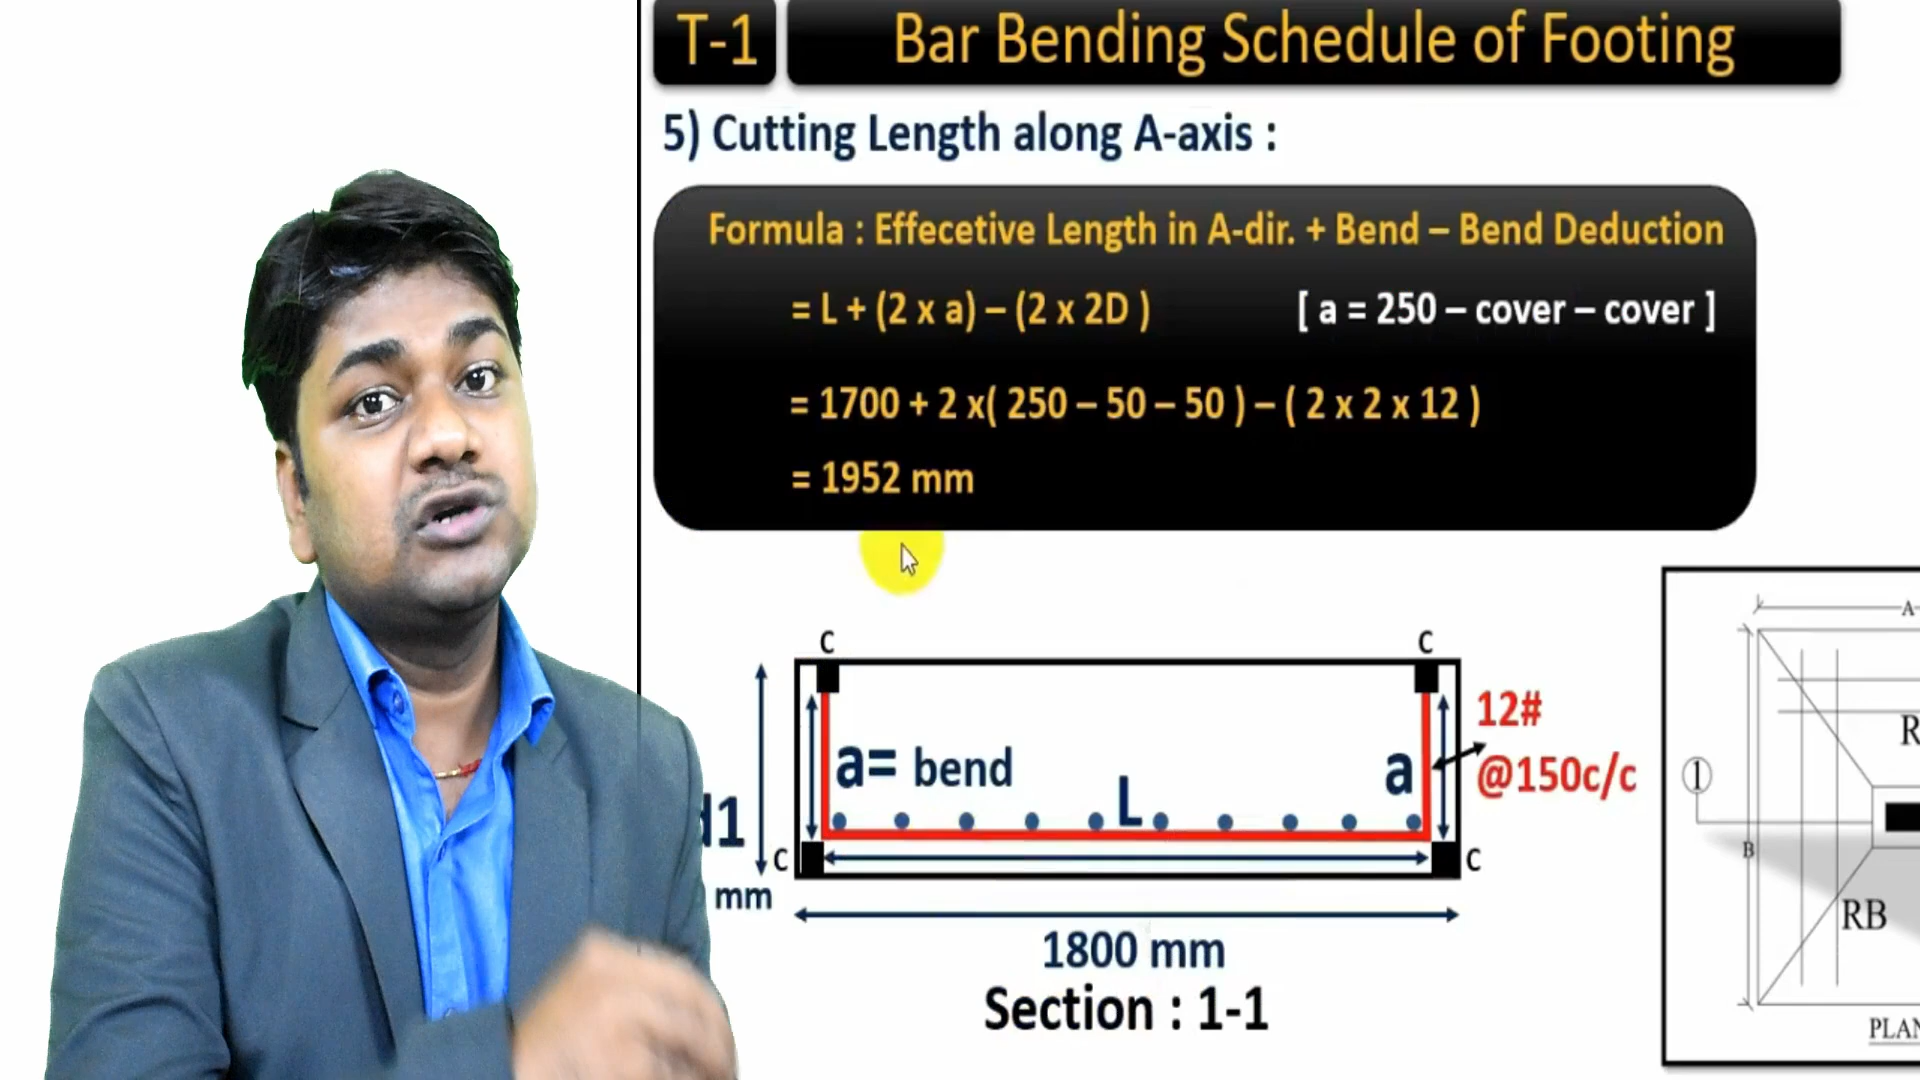 T-1
Bar Bending Schedule of Footing
5) Cutting Length along A-axis :
Formula : Effecetive Length in A-dir. + Bend – Bend Deduction
= L + (2 x a) – (2 x 2D )
[ a = 250 – cover – cover ]
= 1700 + 2 x( 250 – 50 – 50 ) – ( 2 x 2 x 12 )
= 1952 mm
C
C
a= bend
L
a
12#
@150c/c
C
C
mm
1800 mm
Section : 1-1
A
1
B
RB